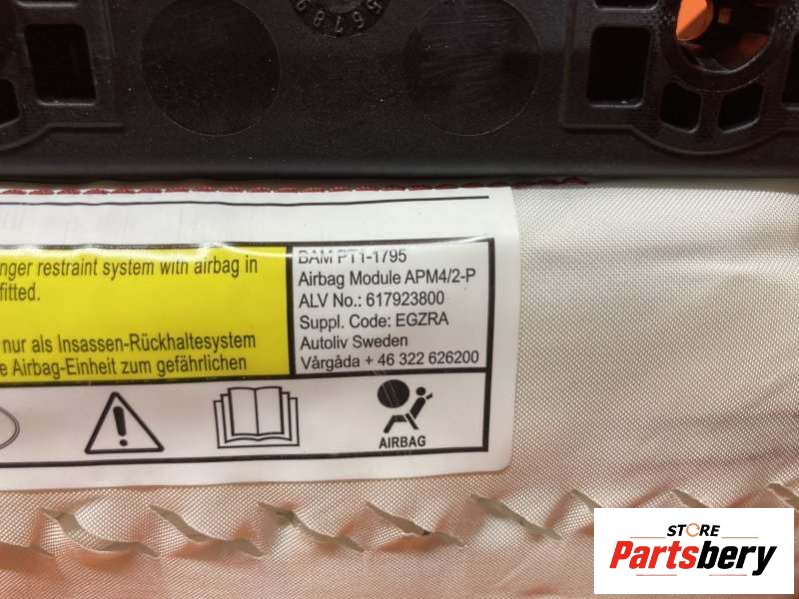 BAM PT1-1795
nger restraint system with airbag in
Airbag Module APM4/2-P
fitted.
ALV No.: 617923800
Suppl. Code: EGZRA
nur als Insassen-Rückhaltesystem
Autoliv Sweden
e Airbag-Einheit zum gefährlichen
Vårgåda + 46 322 626200
AIRBAG
STORE
Partsbery